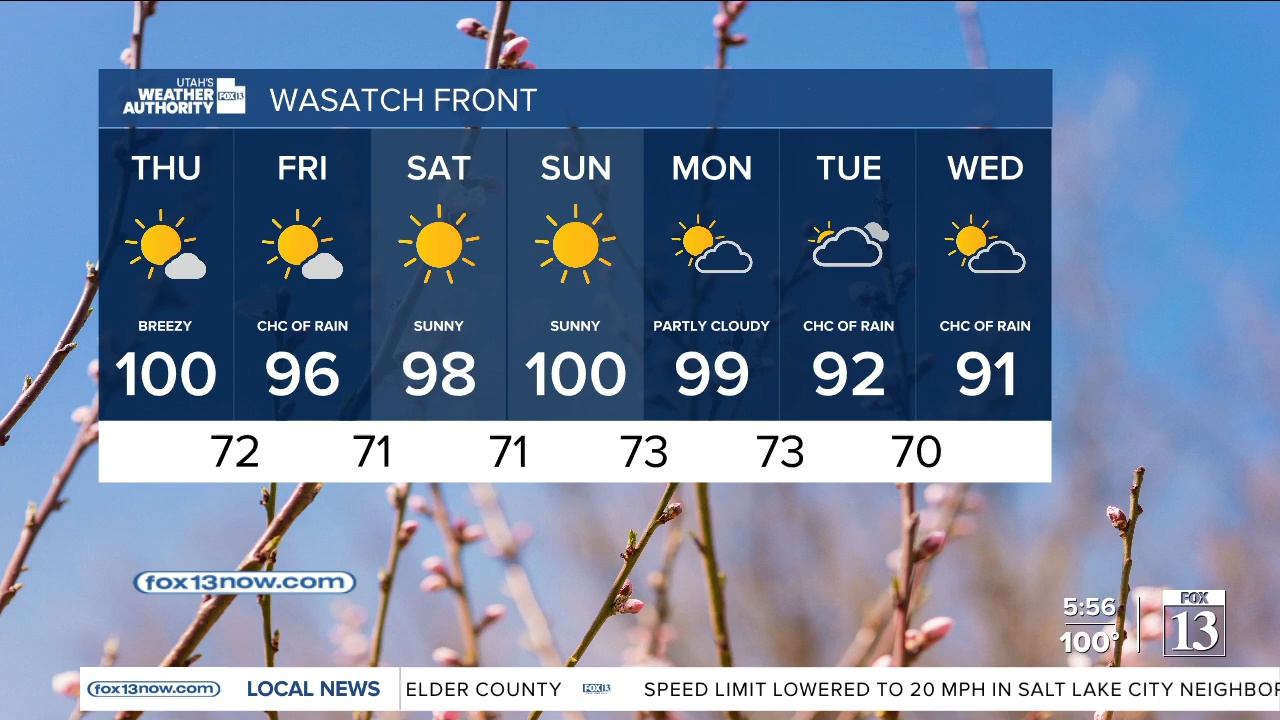 UTAH'S
WEATHER
AUTHORITY
FOX 13
WASATCH FRONT
THU FRI SAT SUN MON TUE WED
BREEZY CHC OF RAIN SUNNY SUNNY PARTLY CLOUDY CHC OF RAIN CHC OF RAIN
100 96 98 100 99 92 91
72 71 71 73 73 70
fox13now.com
5:56
100°
FOX
13
fox13now.com LOCAL NEWS ELDER COUNTY FOX 13 SPEED LIMIT LOWERED TO 20 MPH IN SALT LAKE CITY NEIGHBOR